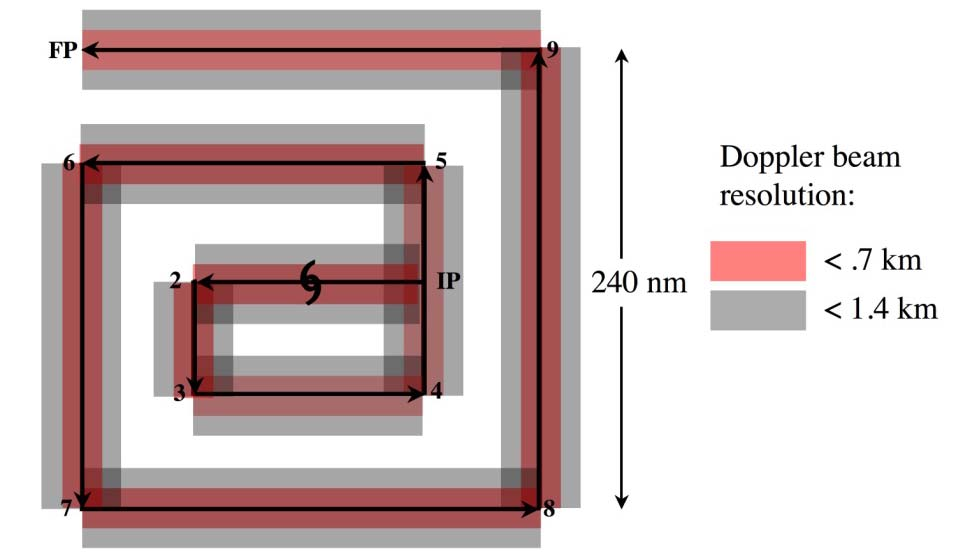 FP
9
6
5
Doppler beam
resolution:
< .7 km
2
IP
240 nm
< 1.4 km
3
4
7
8